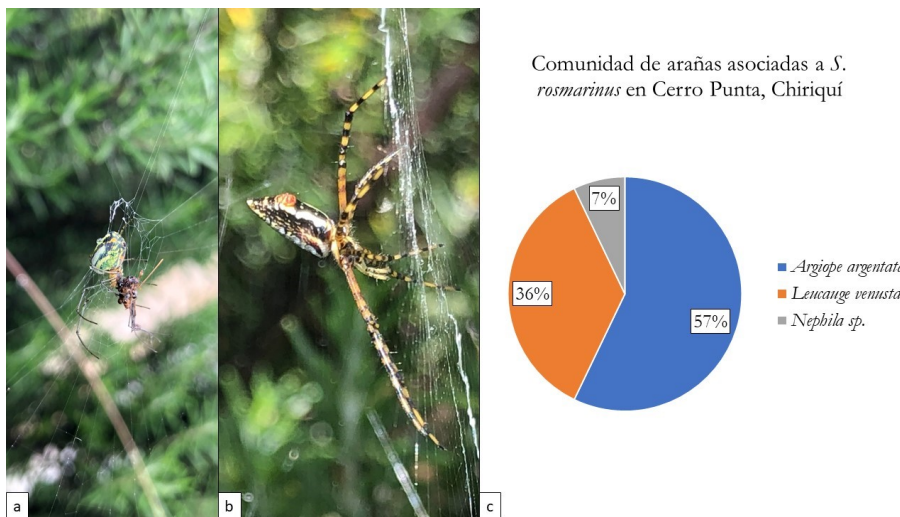 Comunidad de arañas asociadas a S.
rosmarinus en Cerro Punta, Chiriquí
7%
36%
57%
Argiope argentata
Leucauge venusta
Nephila sp.
a
b
c